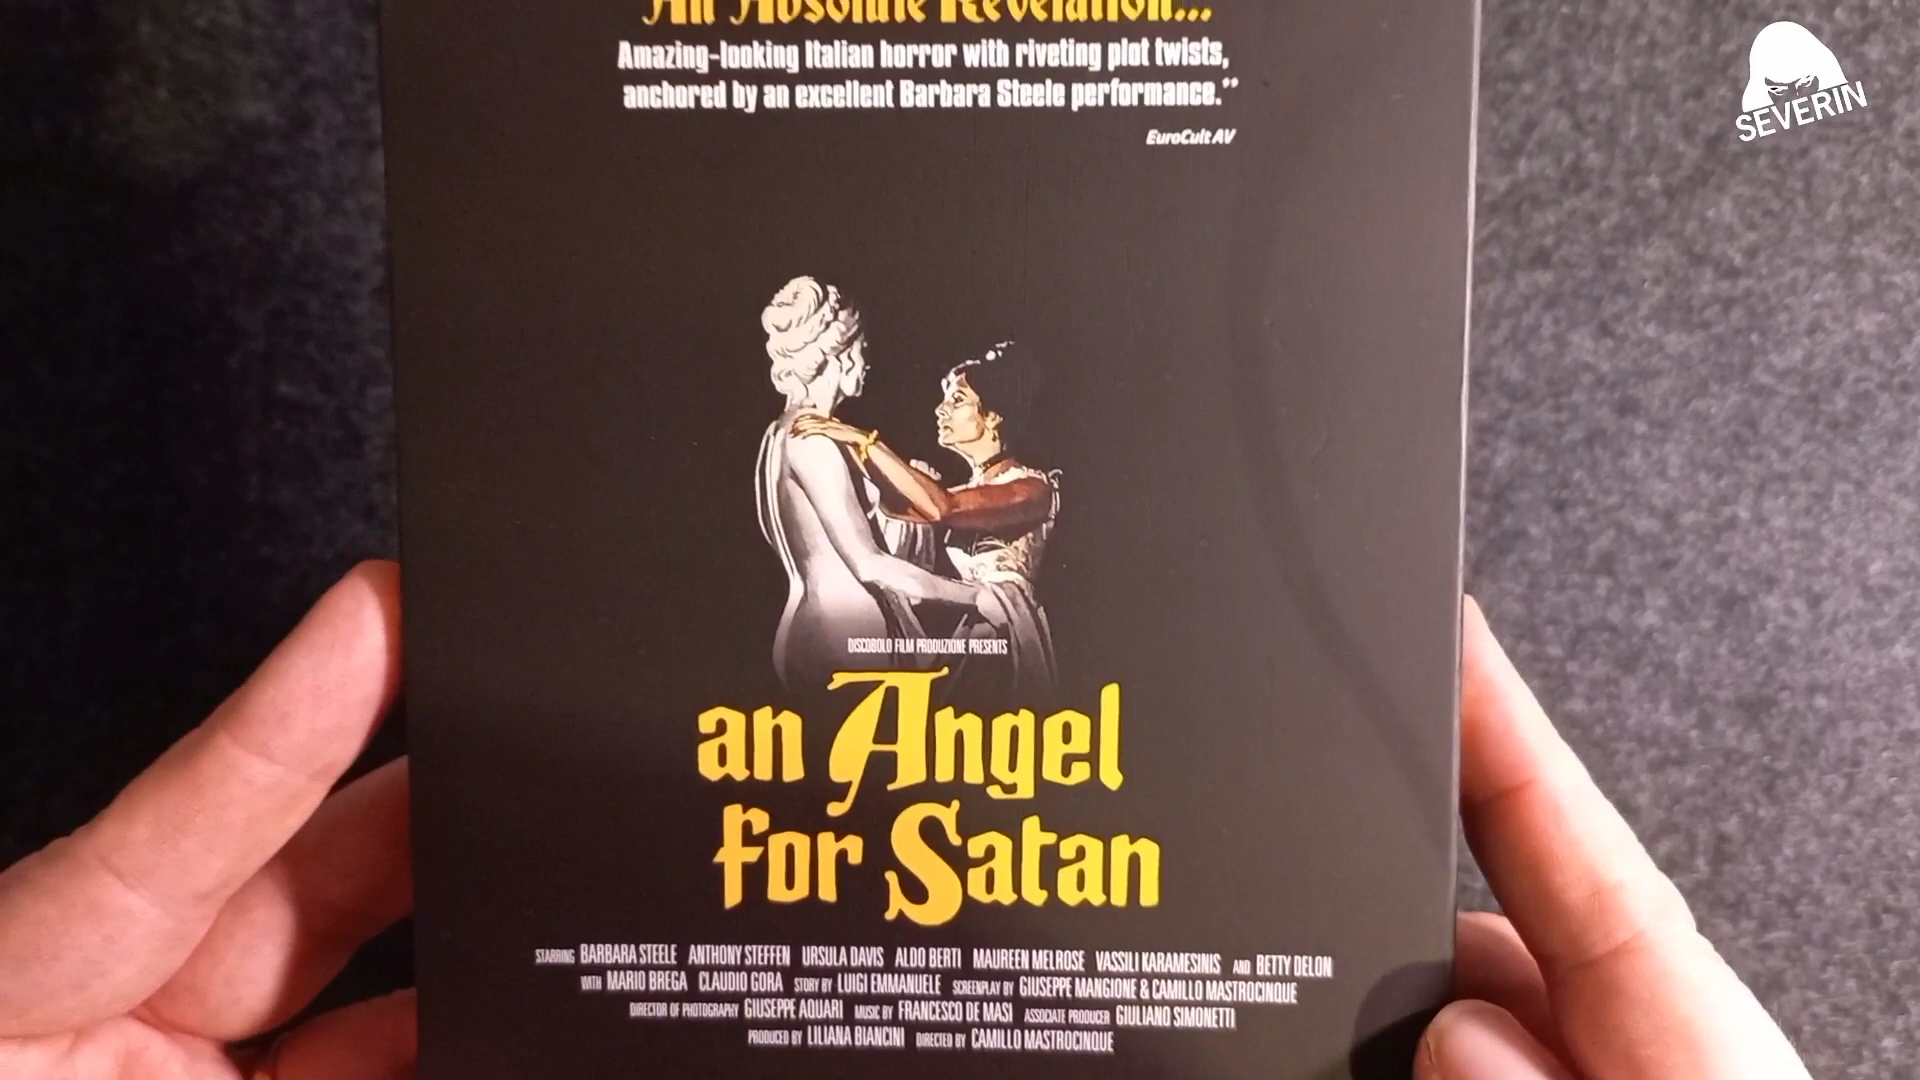 An Absolute Revelation...
Amazing-looking Italian horror with riveting plot twists,
anchored by an excellent Barbara Steele performance.”
EuroCult AV
SEVERIN
DISCOBOLO FILM PRODUZIONE PRESENTS
an Angel
for Satan
STARRING BARBARA STEELE ANTHONY STEFFEN URSULA DAVIS ALDO BERTI MAUREEN MELROSE VASSILI KARAMESINIS AND BETTY DELON
WITH MARIO BREGA CLAUDIO GORA STORY BY LUIGI EMMANUELE SCREENPLAY BY GIUSEPPE MANGIONE & CAMILLO MASTROCINQUE
DIRECTOR OF PHOTOGRAPHY GIUSEPPE AQUARI MUSIC BY FRANCESCO DE MASI ASSOCIATE PRODUCER GIULIANO SIMONETTI
PRODUCED BY LILIANA BIANCINI DIRECTED BY CAMILLO MASTROCINQUE